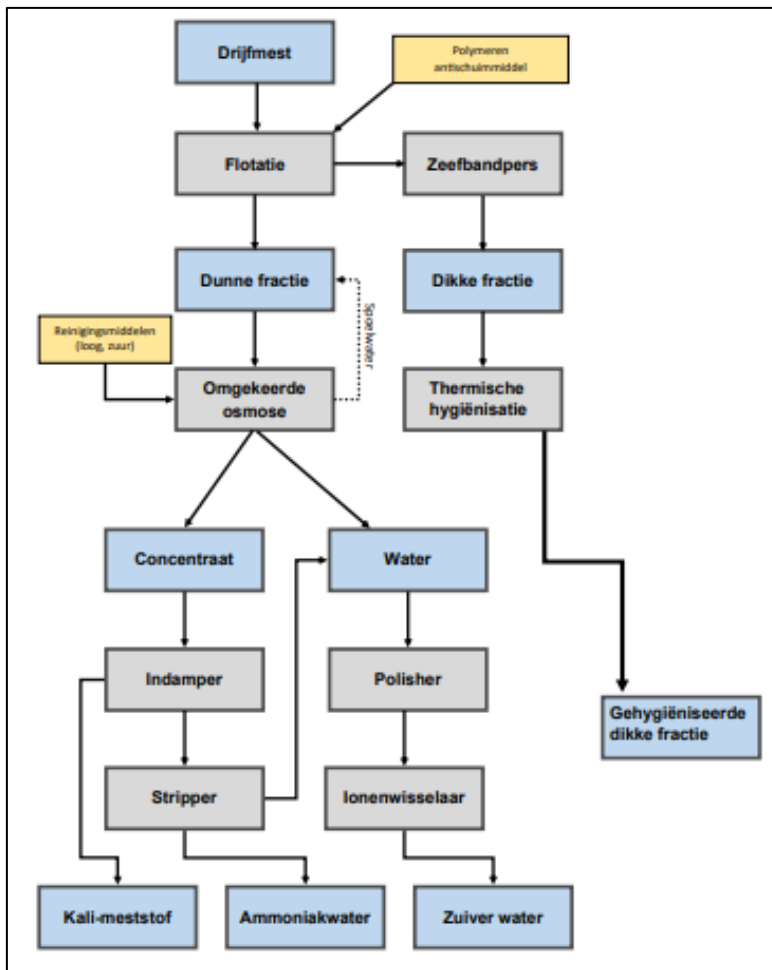 Drijfmest
Polymeren
antischuimmiddel
Flotatie
Zeefbandpers
Dunne fractie
Dikke fractie
Spoelwater
Reinigingsmiddelen
(loog, zuur)
Omgekeerde
osmose
Thermische
hygiënisatie
Concentraat
Water
Indamper
Polisher
Gehygiëniseerde
dikke fractie
Stripper
Ionenwisselaar
Kali-meststof
Ammoniakwater
Zuiver water